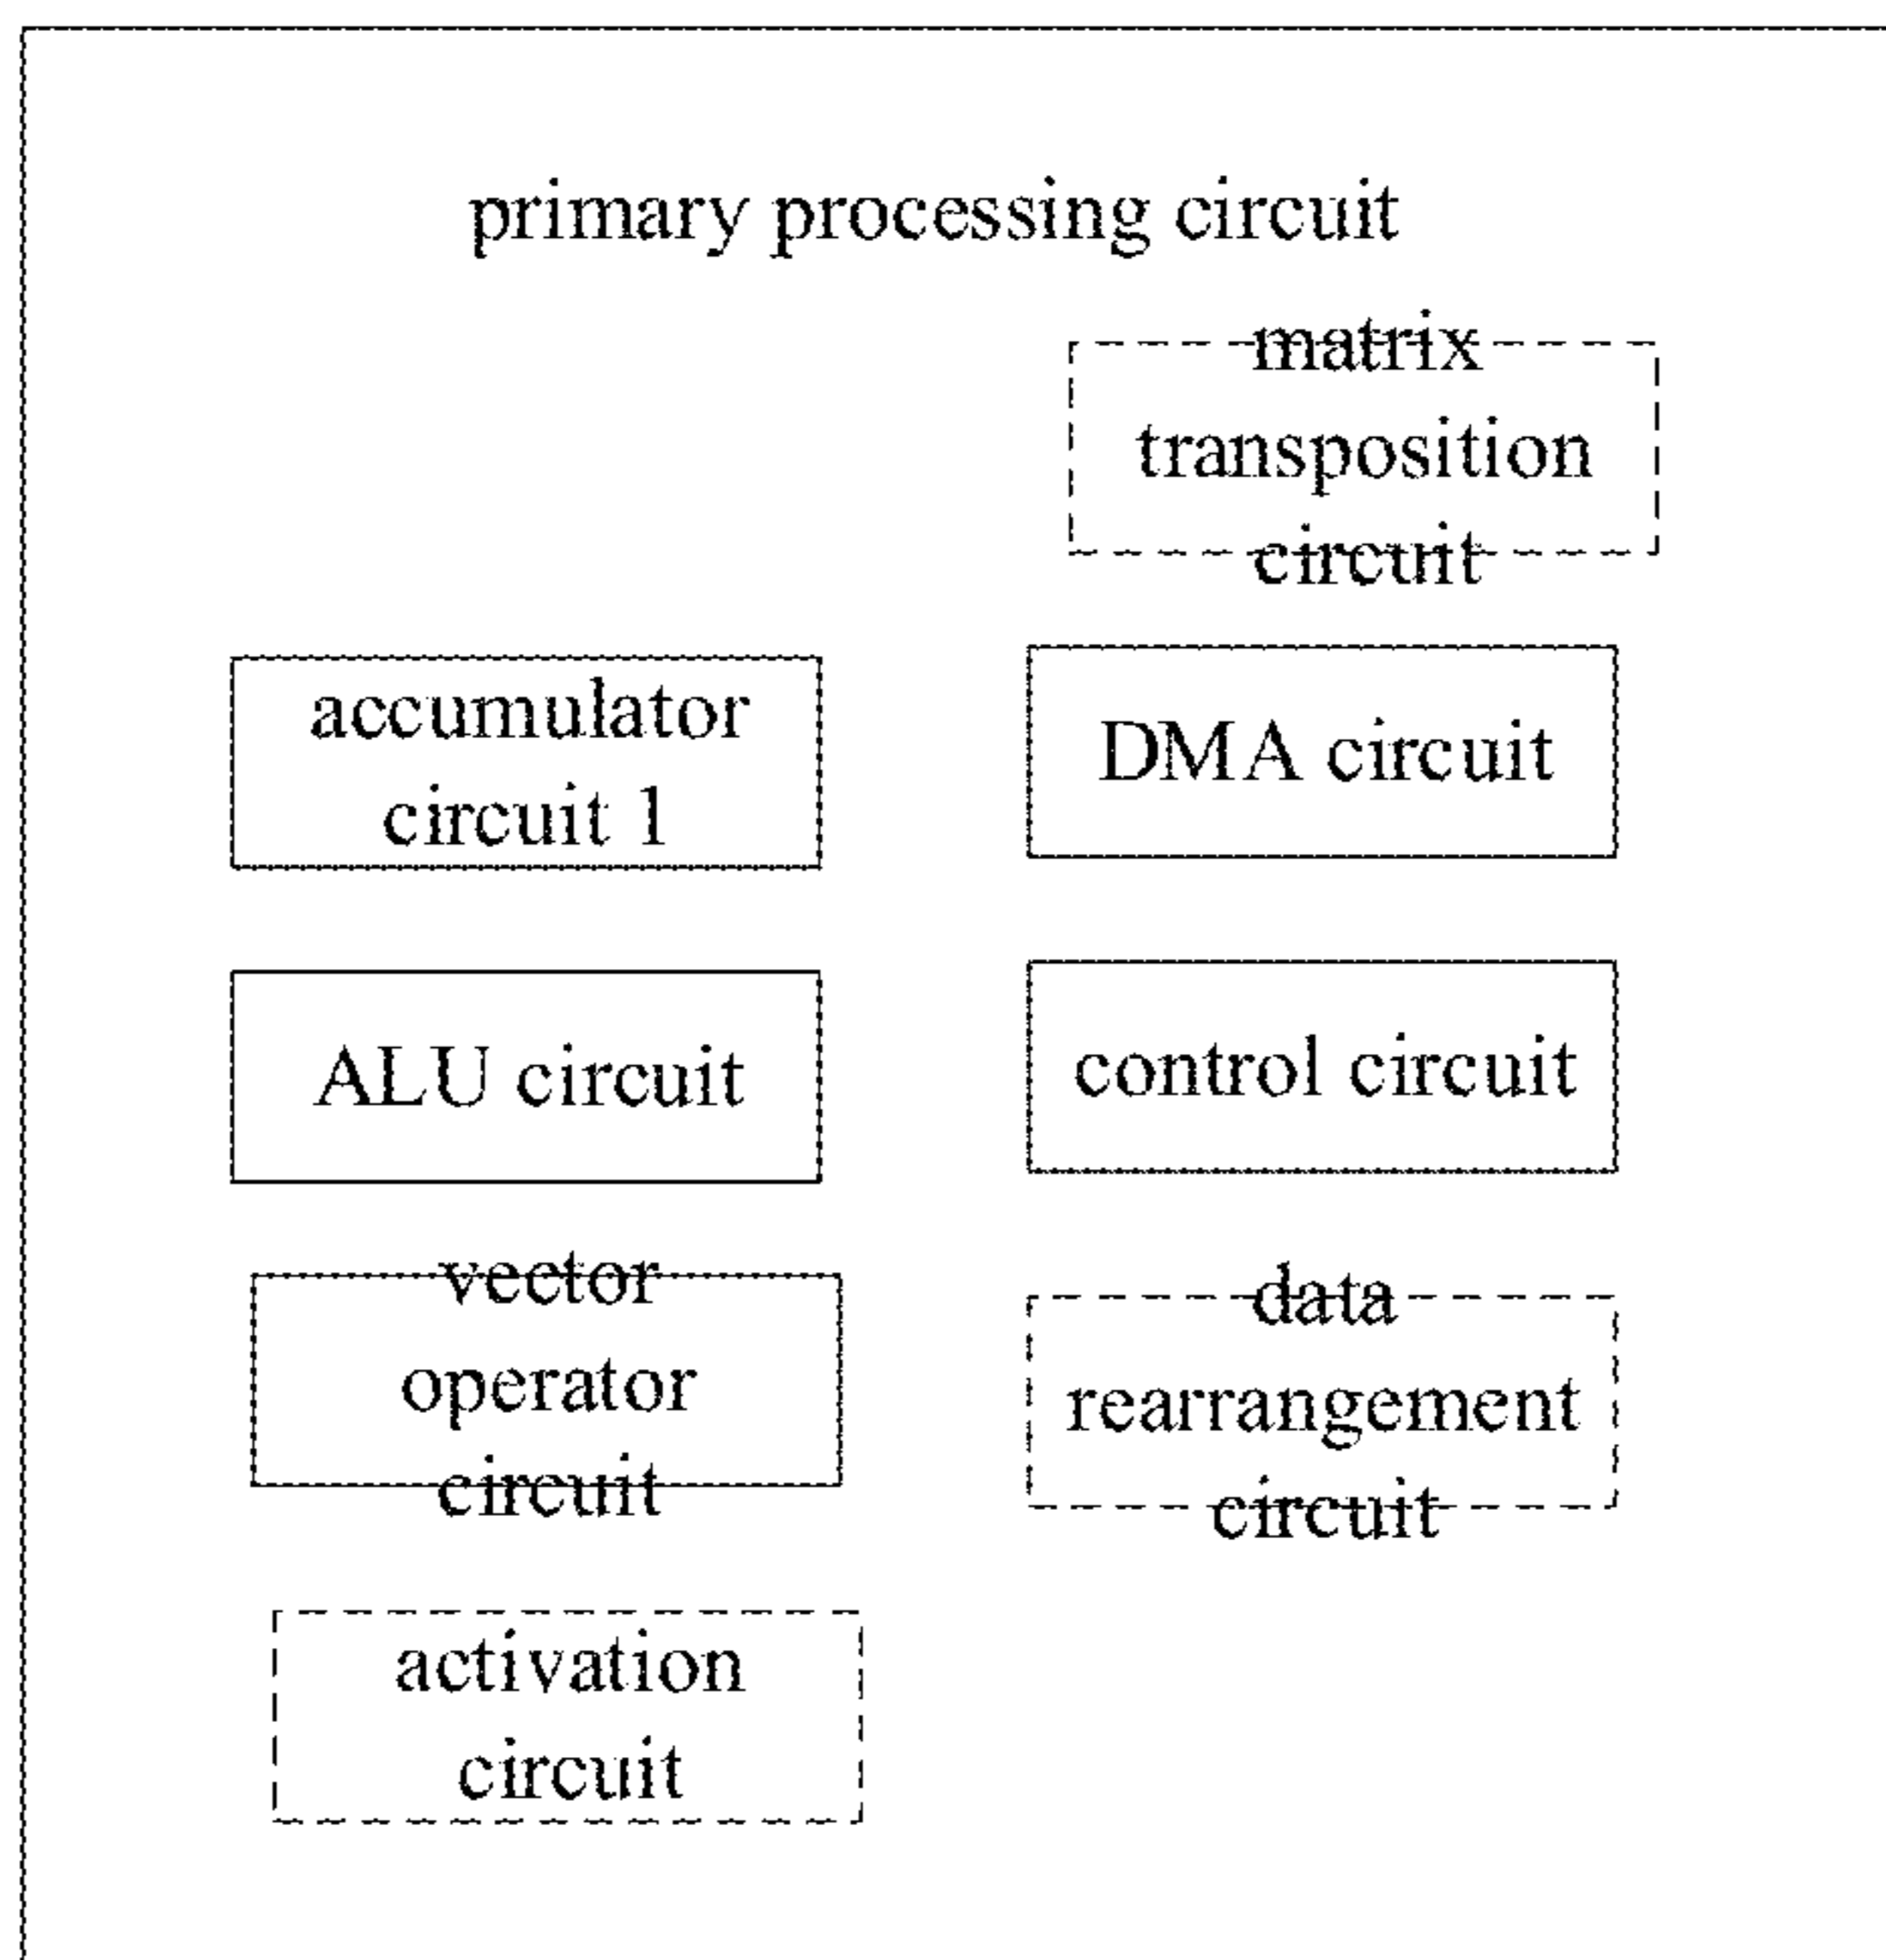 primary processing circuit
matrix
transposition
circuit
accumulator
circuit 1
DMA circuit
ALU circuit
control circuit
vector
operator
circuit
data
rearrangement
circuit
activation
circuit